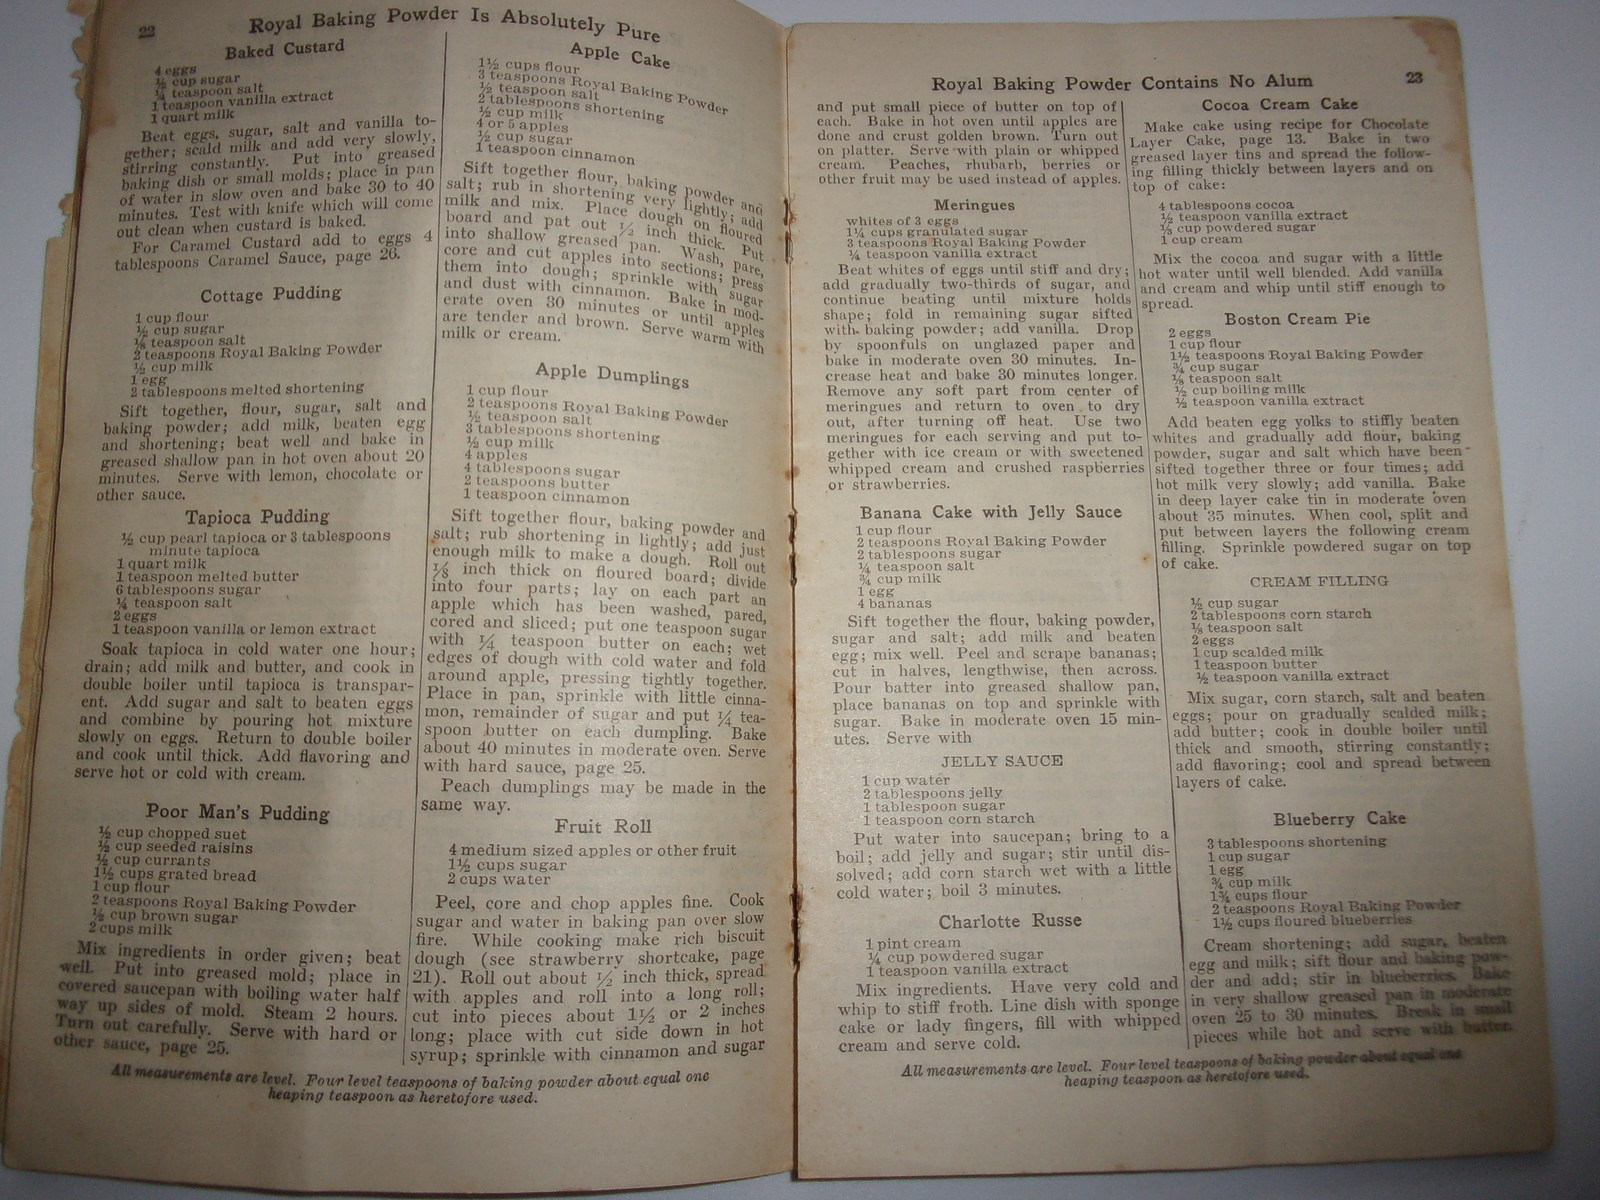 22
Royal Baking Powder Is Absolutely Pure
Baked Custard
4 eggs
½ cup sugar
¼ teaspoon salt
1 teaspoon vanilla extract
1 quart milk
Beat eggs, sugar, salt and vanilla to-
gether; scald milk and add very slowly,
stirring constantly. Put into greased
baking dish or small molds; place in pan
of water in slow oven and bake 30 to 40
minutes. Test with knife which will come
out clean when custard is baked.
For Caramel Custard add to eggs 4
tablespoons Caramel Sauce, page 26.
Cottage Pudding
1 cup flour
½ cup sugar
⅛ teaspoon salt
2 teaspoons Royal Baking Powder
½ cup milk
1 egg
2 tablespoons melted shortening
Sift together, flour, sugar, salt and
baking powder; add milk, beaten egg
and shortening; beat well and bake in
greased shallow pan in hot oven about 20
minutes. Serve with lemon, chocolate or
other sauce.
Tapioca Pudding
½ cup pearl tapioca or 3 tablespoons
minute tapioca
1 quart milk
1 teaspoon melted butter
6 tablespoons sugar
¼ teaspoon salt
2 eggs
1 teaspoon vanilla or lemon extract
Soak tapioca in cold water one hour;
drain; add milk and butter, and cook in
double boiler until tapioca is transpar-
ent. Add sugar and salt to beaten eggs
and combine by pouring hot mixture
slowly on eggs. Return to double boiler
and cook until thick. Add flavoring and
serve hot or cold with cream.
Poor Man's Pudding
½ cup chopped suet
½ cup seeded raisins
½ cup currants
1½ cups grated bread
1 cup flour
2 teaspoons Royal Baking Powder
½ cup brown sugar
2 cups milk
Mix ingredients in order given; beat
well. Put into greased mold; place in
covered saucepan with boiling water half
way up sides of mold. Steam 2 hours.
Turn out carefully. Serve with hard or
other sauce, page 25.
Apple Cake
1½ cups flour
3 teaspoons Royal Baking Powder
½ teaspoon salt
2 tablespoons shortening
½ cup milk
4 or 5 apples
½ cup sugar
1 teaspoon cinnamon
Sift together flour, baking powder and
salt; rub in shortening very lightly; add
milk and mix. Place dough on floured
board and pat out ½ inch thick. Put
into shallow greased pan. Wash, pare,
core and cut apples into sections; press
them into dough; sprinkle with sugar
and dust with cinnamon. Bake in mod-
erate oven 30 minutes or until apples
are tender and brown. Serve warm with
milk or cream.
Apple Dumplings
1 cup flour
2 teaspoons Royal Baking Powder
½ teaspoon salt
3 tablespoons shortening
½ cup milk
4 apples
4 tablespoons sugar
2 teaspoons butter
1 teaspoon cinnamon
Sift together flour, baking powder and
salt; rub shortening in lightly; add just
enough milk to make a dough. Roll out
⅛ inch thick on floured board; divide
into four parts; lay on each part an
apple which has been washed, pared,
cored and sliced; put one teaspoon sugar
with ¼ teaspoon butter on each; wet
edges of dough with cold water and fold
around apple, pressing tightly together.
Place in pan, sprinkle with little cinna-
mon, remainder of sugar and put ¼ tea-
spoon butter on each dumpling. Bake
about 40 minutes in moderate oven. Serve
with hard sauce, page 25.
Peach dumplings may be made in the
same way.
Fruit Roll
4 medium sized apples or other fruit
1½ cups sugar
2 cups water
Peel, core and chop apples fine. Cook
sugar and water in baking pan over slow
fire. While cooking make rich biscuit
dough (see strawberry shortcake, page
21). Roll out about ½ inch thick, spread
with apples and roll into a long roll;
cut into pieces about 1½ or 2 inches
long; place with cut side down in hot
syrup; sprinkle with cinnamon and sugar
All measurements are level. Four level teaspoons of baking powder about equal one
heaping teaspoon as heretofore used.
Royal Baking Powder Contains No Alum
23
and put small piece of butter on top of
each. Bake in hot oven until apples are
done and crust golden brown. Turn out
on platter. Serve with plain or whipped
cream. Peaches, rhubarb, berries or
other fruit may be used instead of apples.
Meringues
whites of 3 eggs
1¼ cups granulated sugar
3 teaspoons Royal Baking Powder
¼ teaspoon vanilla extract
Beat whites of eggs until stiff and dry;
add gradually two-thirds of sugar, and
continue beating until mixture holds
shape; fold in remaining sugar sifted
with baking powder; add vanilla. Drop
by spoonfuls on unglazed paper and
bake in moderate oven 30 minutes. In-
crease heat and bake 30 minutes longer.
Remove any soft part from center of
meringues and return to oven to dry
out, after turning off heat. Use two
meringues for each serving and put to-
gether with ice cream or with sweetened
whipped cream and crushed raspberries
or strawberries.
Banana Cake with Jelly Sauce
1 cup flour
2 teaspoons Royal Baking Powder
2 tablespoons sugar
¼ teaspoon salt
¾ cup milk
1 egg
4 bananas
Sift together the flour, baking powder,
sugar and salt; add milk and beaten
egg; mix well. Peel and scrape bananas;
cut in halves, lengthwise, then across.
Pour batter into greased shallow pan,
place bananas on top and sprinkle with
sugar. Bake in moderate oven 15 min-
utes. Serve with
JELLY SAUCE
1 cup water
2 tablespoons jelly
1 tablespoon sugar
1 teaspoon corn starch
Put water into saucepan; bring to a
boil; add jelly and sugar; stir until dis-
solved; add corn starch wet with a little
cold water; boil 3 minutes.
Charlotte Russe
1 pint cream
¼ cup powdered sugar
1 teaspoon vanilla extract
Mix ingredients. Have very cold and
whip to stiff froth. Line dish with sponge
cake or lady fingers, fill with whipped
cream and serve cold.
Cocoa Cream Cake
Make cake using recipe for Chocolate
Layer Cake, page 13. Bake in two
greased layer tins and spread the follow-
ing filling thickly between layers and on
top of cake:
4 tablespoons cocoa
½ teaspoon vanilla extract
⅓ cup powdered sugar
1 cup cream
Mix the cocoa and sugar with a little
hot water until well blended. Add vanilla
and cream and whip until stiff enough to
spread.
Boston Cream Pie
2 eggs
1 cup flour
1½ teaspoons Royal Baking Powder
¾ cup sugar
⅛ teaspoon salt
½ cup boiling milk
½ teaspoon vanilla extract
Add beaten egg yolks to stiffly beaten
whites and gradually add flour, baking
powder, sugar and salt which have been
sifted together three or four times; add
hot milk very slowly; add vanilla. Bake
in deep layer cake tin in moderate oven
about 35 minutes. When cool, split and
put between layers the following cream
filling. Sprinkle powdered sugar on top
of cake.
CREAM FILLING
½ cup sugar
2 tablespoons corn starch
⅛ teaspoon salt
2 eggs
1 cup scalded milk
1 teaspoon butter
½ teaspoon vanilla extract
Mix sugar, corn starch, salt and beaten
eggs; pour on gradually scalded milk;
add butter; cook in double boiler until
thick and smooth, stirring constantly;
add flavoring; cool and spread between
layers of cake.
Blueberry Cake
3 tablespoons shortening
1 cup sugar
1 egg
¾ cup milk
1¾ cups flour
2 teaspoons Royal Baking Powder
1½ cups floured blueberries
Cream shortening; add sugar, beaten
egg and milk; sift flour and baking pow-
der and add; stir in blueberries. Bake
in very shallow greased pan in moderate
oven 25 to 30 minutes. Break in small
pieces while hot and serve with butter.
All measurements are level. Four level teaspoons of baking powder about equal one
heaping teaspoon as heretofore used.